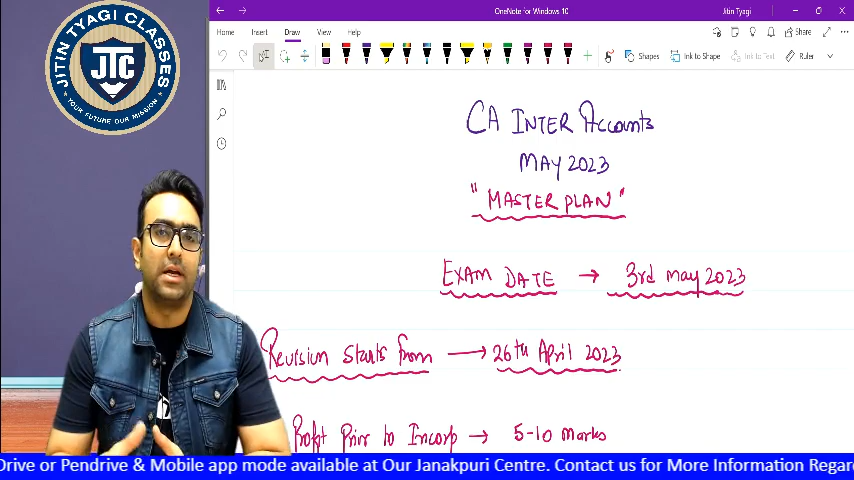 JITIN TYAGI CLASSES
JTC
"YOUR FUTURE OUR MISSION"
OneNote for Windows 10
Jitin Tyagi
Home Insert Draw View Help
Share
Shapes
Ink to Shape
Ink to Text
Ruler
CA INTER Accounts
MAY 2023
"MASTER PLAN"
EXAM DATE → 3rd may 2023
Revision starts from → 26th April 2023
Profit Prior to Incorp → 5-10 marks
Drive or Pendrive & Mobile app mode available at Our Janakpuri Centre. Contact us for More Information Regar